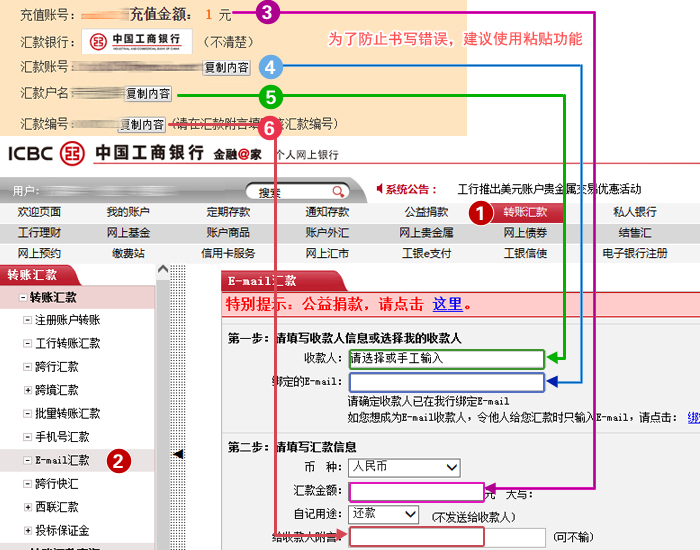 充值账号: 充值金额: 1 元 3
汇款银行: 中国工商银行 (不清楚)
INDUSTRIAL AND COMMERCIAL BANK OF CHINA
为了防止书写错误，建议使用粘贴功能
汇款账号 复制内容 4
汇款户名: 复制内容 5
汇款编号: 复制内容 (请在汇款附言填 汇款编号)
6
ICBC 中国工商银行 金融@家 个人网上银行
用户: 搜索 系统公告: 工行推出美元账户贵金属交易优惠活动
欢迎页面 我的账户 定期存款 通知存款 公益捐款 1 转账汇款 私人银行
工行理财 网上基金 账户商品 账户外汇 网上贵金属 网上债券 结售汇
网上预约 缴费站 信用卡服务 网上汇市 工银e支付 工银信使 电子银行注册
转账汇款
转账汇款
注册账户转账
工行转账汇款
跨行汇款
跨境汇款
批量转账汇款
手机号汇款
E-mail汇款 2
跨行快汇
西联汇款
投标保证金
E-mail汇款
特别提示: 公益捐款，请点击 这里。
第一步: 请填写收款人信息或选择我的收款人
收款人: 请选择或手工输入
绑定的E-mail:
请确定收款人已在我行绑定E-mail
如您想成为E-mail收款人，令他人给您汇款时只输入E-mail，请点击: 绑
第二步: 请填写汇款信息
币 种: 人民币
汇款金额: 元 大写:
自记用途: 还款 (不发送给收款人)
给收款人附言: (可不输)